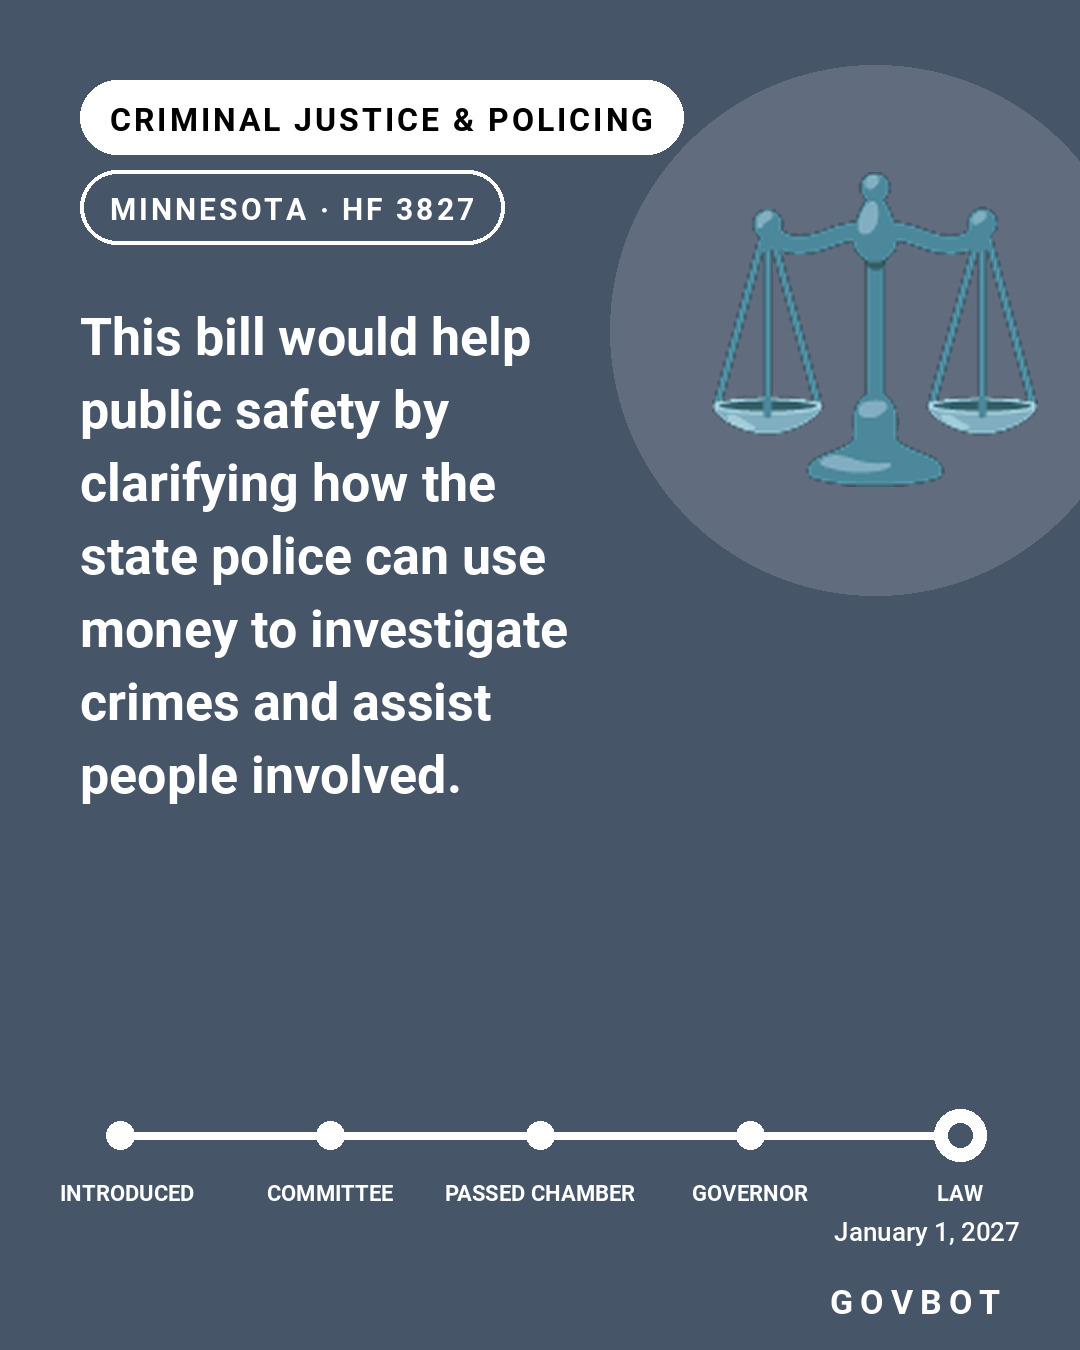 CRIMINAL JUSTICE & POLICING
MINNESOTA · HF 3827
This bill would help
public safety by
clarifying how the
state police can use
money to investigate
crimes and assist
people involved.
INTRODUCED
COMMITTEE
PASSED CHAMBER
GOVERNOR
LAW
January 1, 2027
GOVBOT